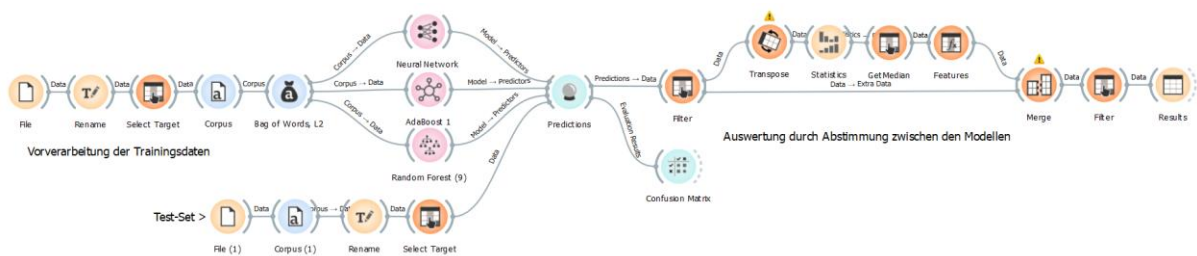 Corpus → Data
Neural Network
Model → Predictors
Data
Data
Data
Corpus
Corpus → Data
Model → Predictors
Predictions → Data
File
Rename
Select Target
Corpus
Bag of Words, L2
AdaBoost 1
Predictions
Filter
Corpus → Data
Model → Predictors
Random Forest (9)
Data
Evaluation Results
Confusion Matrix
Vorverarbeitung der Trainingsdaten
Data
Data
Transpose
Statistics
Get Median
Features
Data
Data → Extra Data
Data
Data
Merge
Filter
Results
Auswertung durch Abstimmung zwischen den Modellen
Test-Set >
Data
Data
File (1)
Corpus (1)
Rename
Select Target